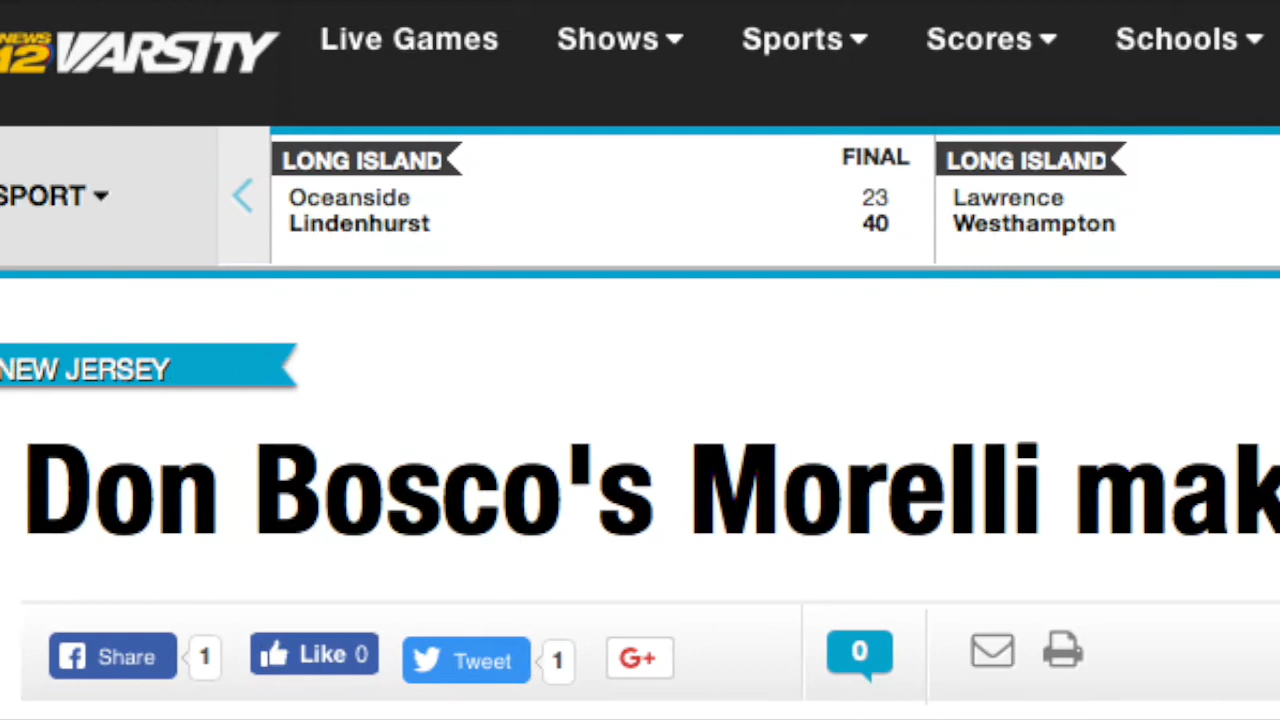 NEWS 12 VARSITY Live Games Shows Sports Scores Schools
SPORT
LONG ISLAND FINAL
Oceanside 23
Lindenhurst 40
LONG ISLAND
Lawrence
Westhampton
NEW JERSEY
Don Bosco's Morelli mak
Share 1 Like 0 Tweet 1 G+ 0